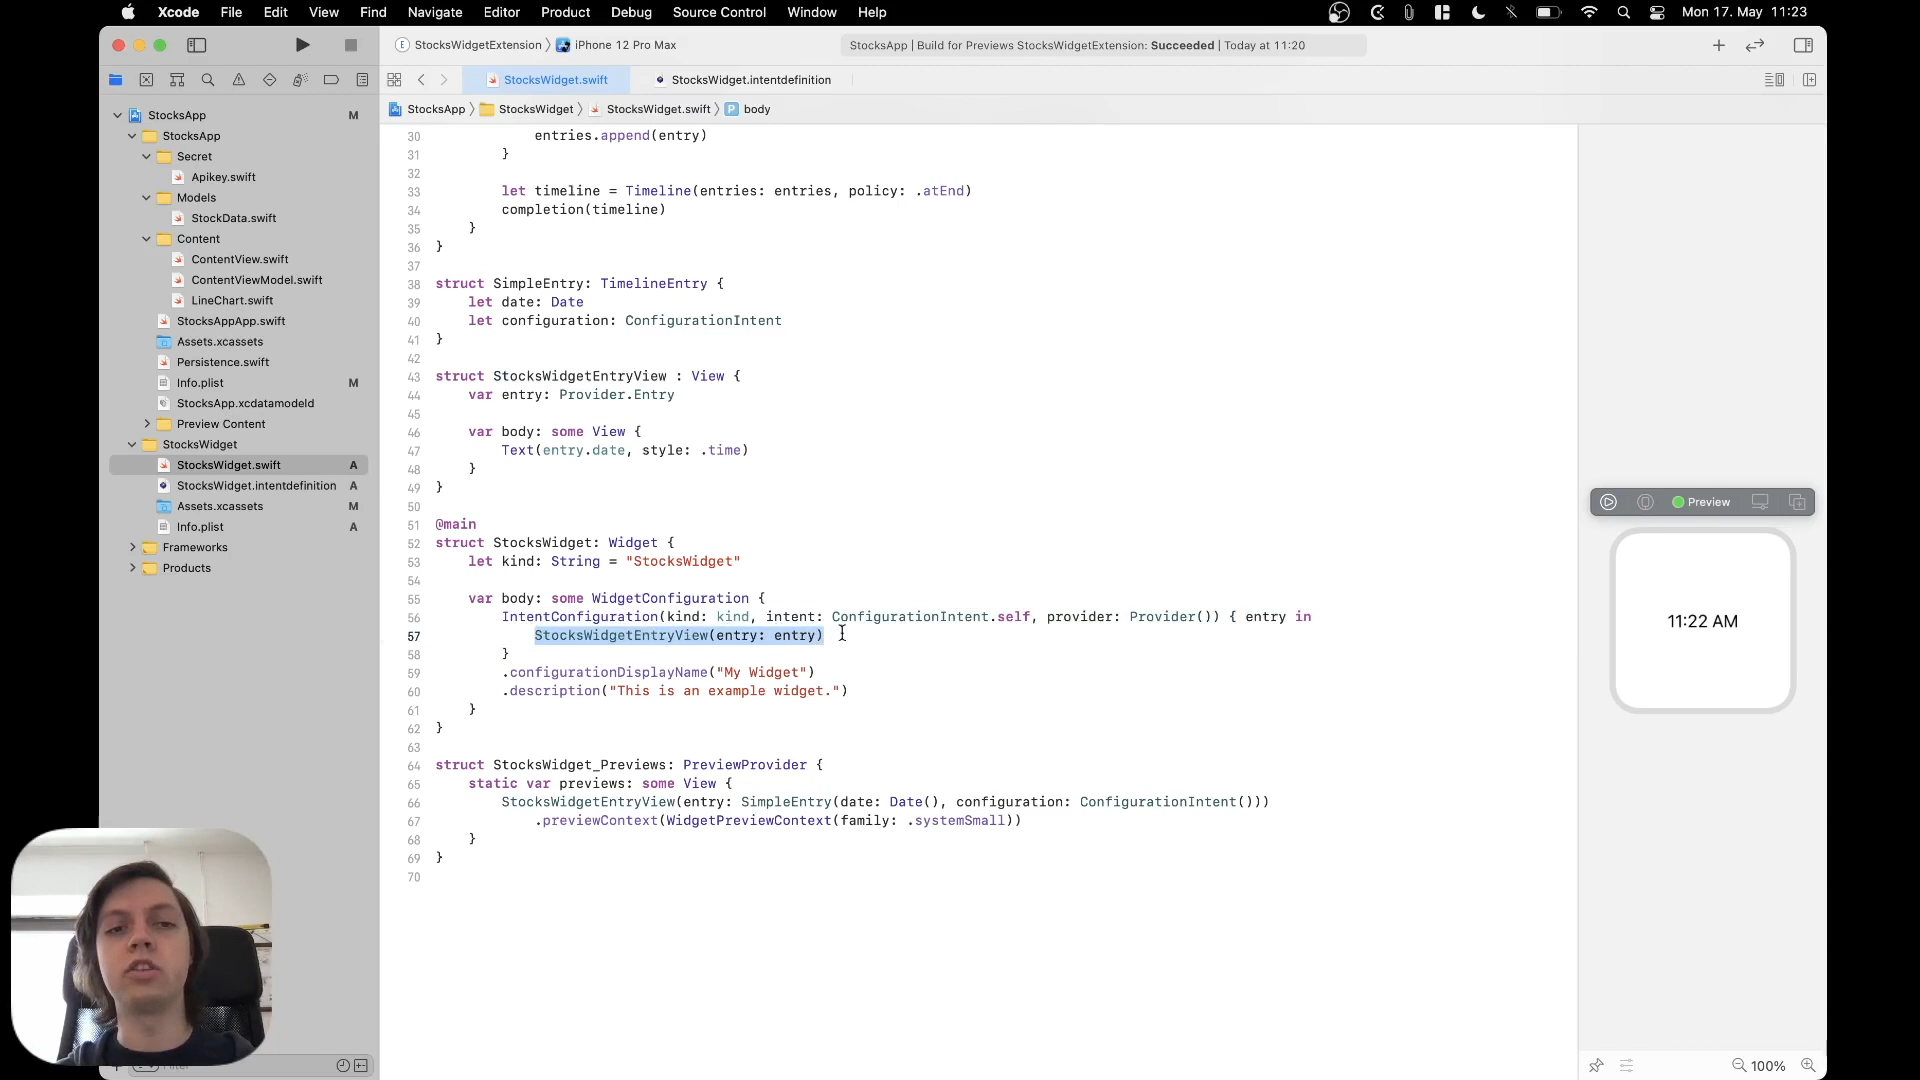 Xcode File Edit View Find Navigate Editor Product Debug Source Control Window Help Mon 17. May 11:23
StocksWidgetExtension iPhone 12 Pro Max StocksApp | Build for Previews StocksWidgetExtension: Succeeded | Today at 11:20
StocksWidget.swift StocksWidget.intentdefinition
StocksApp StocksWidget StocksWidget.swift P body
StocksApp M
StocksApp
Secret
Apikey.swift
Models
StockData.swift
Content
ContentView.swift
ContentViewModel.swift
LineChart.swift
StocksAppApp.swift
Assets.xcassets
Persistence.swift
Info.plist M
StocksApp.xcdatamodeld
Preview Content
StocksWidget
StocksWidget.swift A
StocksWidget.intentdefinition A
Assets.xcassets M
Info.plist A
Frameworks
Products
30 entries.append(entry)
31 }
32
33 let timeline = Timeline(entries: entries, policy: .atEnd)
34 completion(timeline)
35 }
36 }
37
38 struct SimpleEntry: TimelineEntry {
39 let date: Date
40 let configuration: ConfigurationIntent
41 }
42
43 struct StocksWidgetEntryView : View {
44 var entry: Provider.Entry
45
46 var body: some View {
47 Text(entry.date, style: .time)
48 }
49 }
50
51 @main
52 struct StocksWidget: Widget {
53 let kind: String = "StocksWidget"
54
55 var body: some WidgetConfiguration {
56 IntentConfiguration(kind: kind, intent: ConfigurationIntent.self, provider: Provider()) { entry in
57 StocksWidgetEntryView(entry: entry)
58 }
59 .configurationDisplayName("My Widget")
60 .description("This is an example widget.")
61 }
62 }
63
64 struct StocksWidget_Previews: PreviewProvider {
65 static var previews: some View {
66 StocksWidgetEntryView(entry: SimpleEntry(date: Date(), configuration: ConfigurationIntent()))
67 .previewContext(WidgetPreviewContext(family: .systemSmall))
68 }
69 }
70
Preview
11:22 AM
Filter
100%